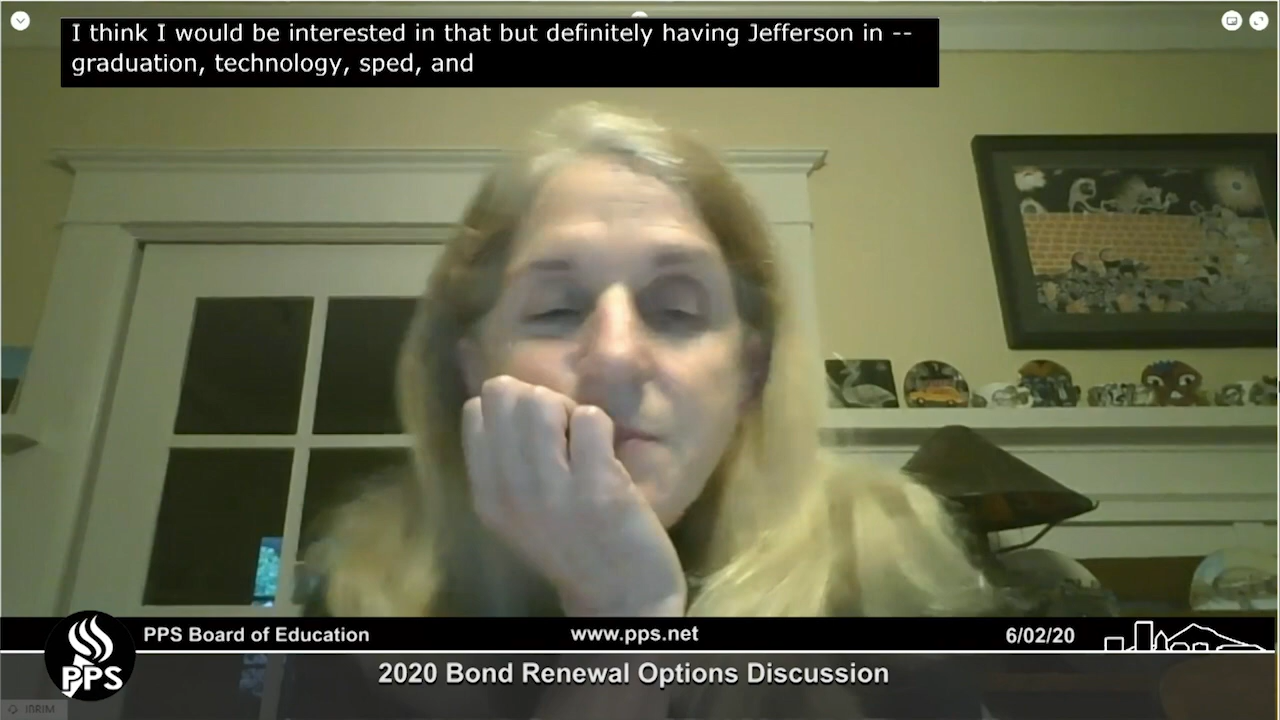 I think I would be interested in that but definitely having Jefferson in --
graduation, technology, sped, and
PPS Board of Education
www.pps.net
6/02/20
PPS
2020 Bond Renewal Options Discussion